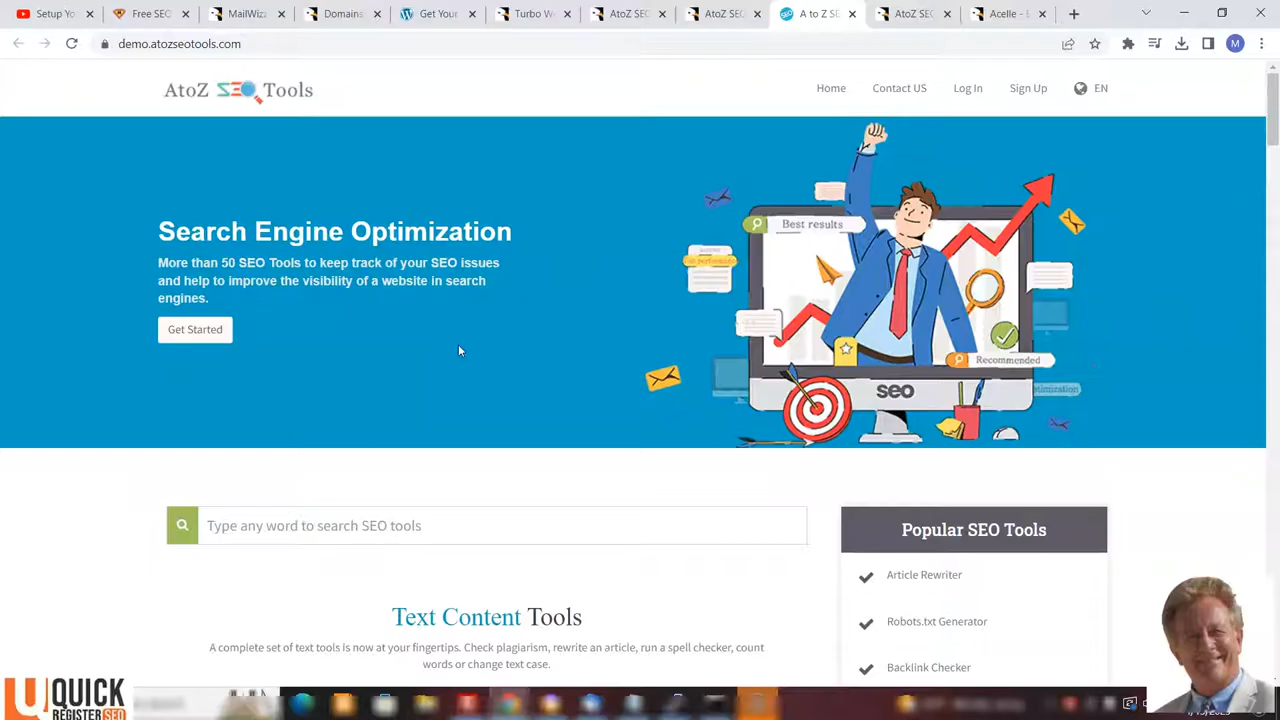 Setup Yo
Free SEO
MailWiz
Domains
Get Your
Turbo W
AtoZ SEO
AtoZ SEO
A to Z SE
AtoZ SEO
Acelle - E
demo.atozseotools.com
M
AtoZ SEO Tools
Home
Contact US
Log In
Sign Up
EN
Search Engine Optimization
More than 50 SEO Tools to keep track of your SEO issues
and help to improve the visibility of a website in search
engines.
Get Started
Best results
Recommended
seo
Type any word to search SEO tools
Popular SEO Tools
Article Rewriter
Robots.txt Generator
Backlink Checker
Text Content Tools
A complete set of text tools is now at your fingertips. Check plagiarism, rewrite an article, run a spell checker, count
words or change text case.
QUICK
REGISTERSEO